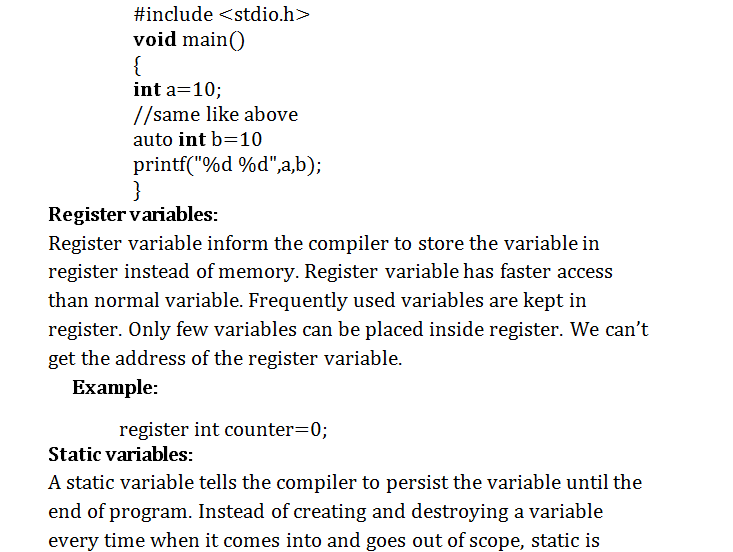 #include <stdio.h>
void main()
{
int a=10;
//same like above
auto int b=10
printf("%d %d",a,b);
}
Register variables:
Register variable inform the compiler to store the variable in
register instead of memory. Register variable has faster access
than normal variable. Frequently used variables are kept in
register. Only few variables can be placed inside register. We can’t
get the address of the register variable.
Example:
register int counter=0;
Static variables:
A static variable tells the compiler to persist the variable until the
end of program. Instead of creating and destroying a variable
every time when it comes into and goes out of scope, static is